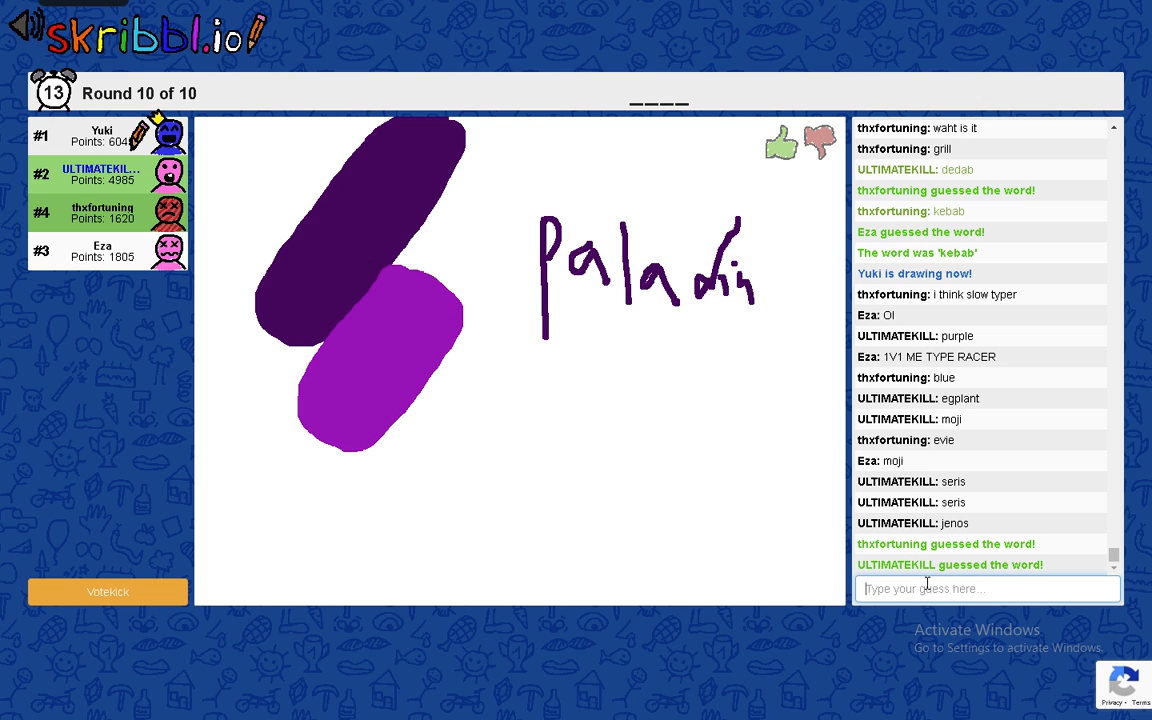 skribbl.io
13
Round 10 of 10
#1
Yuki
Points: 604
#2
ULTIMATEKIL...
Points: 4985
#4
thxfortuning
Points: 1620
#3
Eza
Points: 1805
Votekick
paladin
thxfortuning: waht is it
thxfortuning: grill
ULTIMATEKILL: dedab
thxfortuning guessed the word!
thxfortuning: kebab
Eza guessed the word!
The word was 'kebab'
Yuki is drawing now!
thxfortuning: i think slow typer
Eza: OI
ULTIMATEKILL: purple
Eza: 1V1 ME TYPE RACER
thxfortuning: blue
ULTIMATEKILL: egplant
ULTIMATEKILL: moji
thxfortuning: evie
Eza: moji
ULTIMATEKILL: seris
ULTIMATEKILL: seris
ULTIMATEKILL: jenos
thxfortuning guessed the word!
ULTIMATEKILL guessed the word!
Type your guess here...
Activate Windows
Go to Settings to activate Windows.
Privacy - Terms